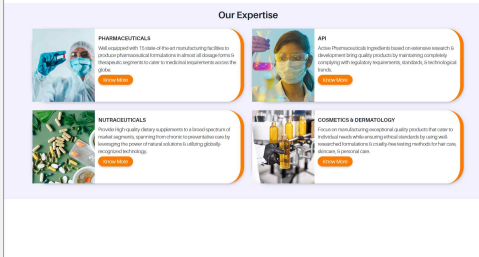 Our Expertise
PHARMACEUTICALS
Well equipped with 15 state-of-the-art manufacturing facilities to
produce pharmaceutical formulations in almost all dosage forms &
therapeutic segments to cater to medicinal requirements across the
globe.
Know More
API
Active Pharmaceuticals Ingredients based on extensive research &
development bring quality products by maintaining completely
complying with regulatory requirements, standards, & technological
trends.
Know More
NUTRACEUTICALS
Provide High-quality dietary supplements to a broad spectrum of
market segments, spanning from chronic to preventative care by
leveraging the power of natural solutions & utilizing globally-
recognized technology.
Know More
COSMETICS & DERMATOLOGY
Focus on manufacturing exceptional quality products that cater to
individual needs while ensuring ethical standards by using well-
researched formulations & cruelty-free testing methods for hair care,
skincare, & personal care.
Know More